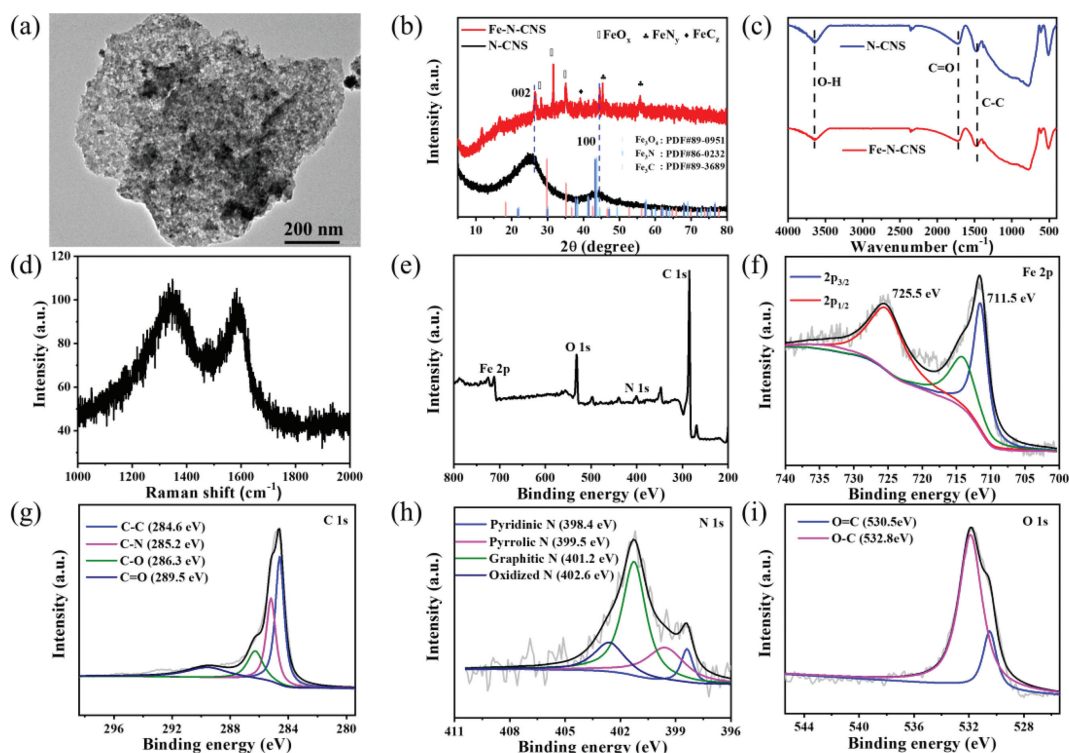 (a)
200 nm
(b)
Fe-N-CNS
N-CNS
▯ FeOₓ ♣ FeNᵧ ♦ FeC𝓏
002
100
Fe₃O₄ : PDF#89-0951
Fe₃N : PDF#86-0232
Fe₃C : PDF#89-3689
Intensity (a.u.)
10 20 30 40 50 60 70 80
2θ (degree)
(c)
N-CNS
O-H
C=O
C-C
Fe-N-CNS
Intensity (a.u.)
4000 3500 3000 2500 2000 1500 1000 500
Wavenumber (cm⁻¹)
(d)
120
100
80
60
40
Intensity (a.u.)
1000 1200 1400 1600 1800 2000
Raman shift (cm⁻¹)
(e)
C 1s
O 1s
Fe 2p
N 1s
Intensity (a.u.)
800 700 600 500 400 300 200
Binding energy (eV)
(f)
Fe 2p
2p₃/₂
2p₁/₂
725.5 eV
711.5 eV
Intensity (a.u.)
740 735 730 725 720 715 710 705 700
Binding energy (eV)
(g)
C 1s
C-C (284.6 eV)
C-N (285.2 eV)
C-O (286.3 eV)
C=O (289.5 eV)
Intensity (a.u.)
296 292 288 284 280
Binding energy (eV)
(h)
N 1s
Pyridinic N (398.4 eV)
Pyrrolic N (399.5 eV)
Graphitic N (401.2 eV)
Oxidized N (402.6 eV)
Intensity (a.u.)
411 408 405 402 399 396
Binding energy (eV)
(i)
O 1s
O=C (530.5eV)
O-C (532.8eV)
Intensity (a.u.)
544 540 536 532 528
Binding energy (eV)